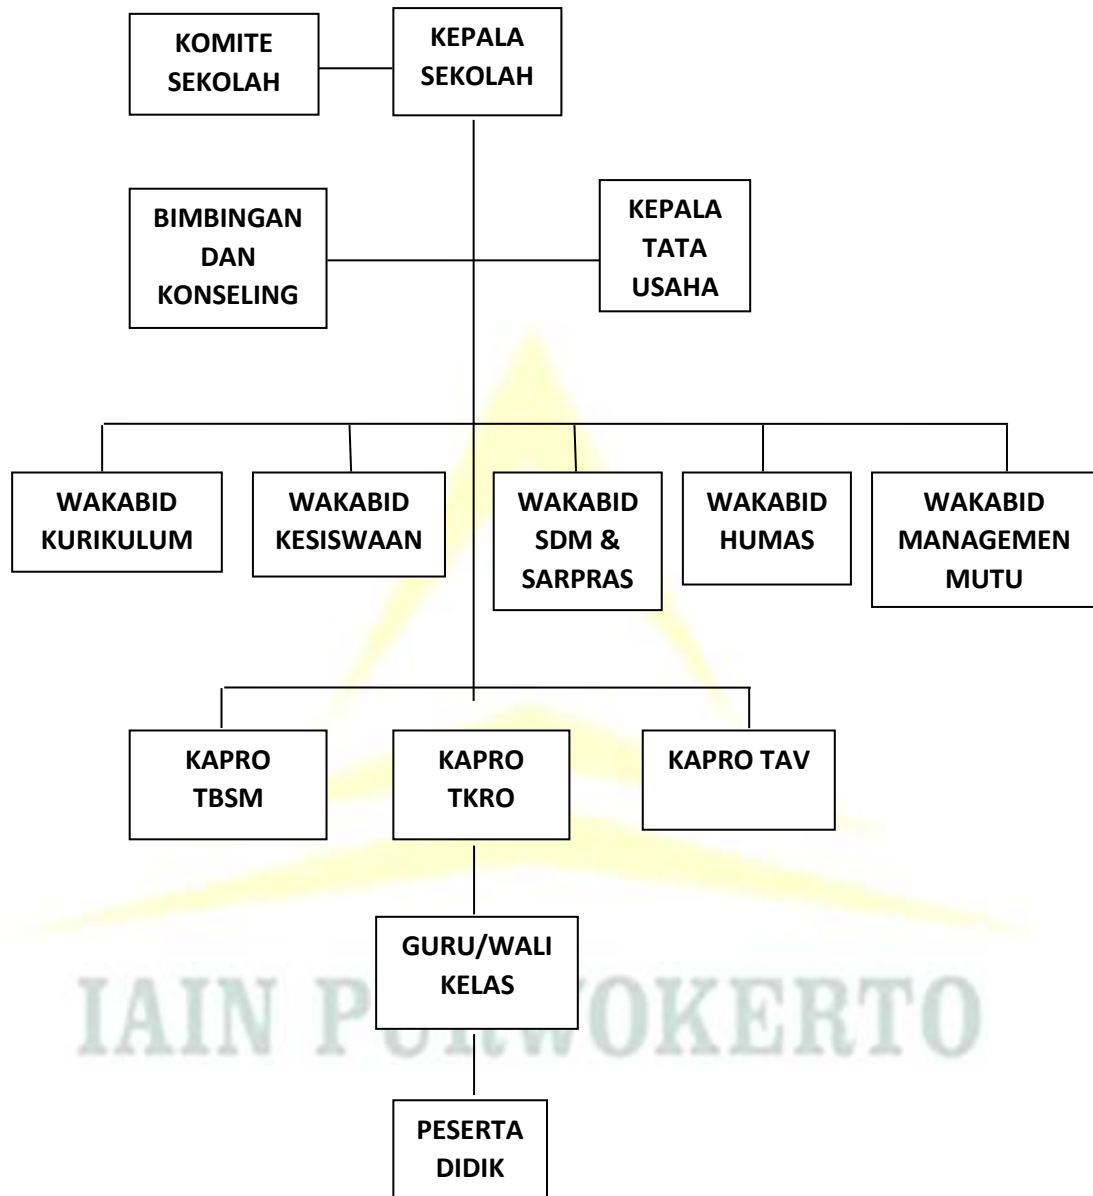 KOMITE
SEKOLAH
KEPALA
SEKOLAH
BIMBINGAN
DAN
KONSELING
KEPALA
TATA
USAHA
WAKABID
KURIKULUM
WAKABID
KESISWAAN
WAKABID
SDM &
SARPRAS
WAKABID
HUMAS
WAKABID
MANAGEMEN
MUTU
KAPRO
TBSM
KAPRO
TKRO
KAPRO TAV
GURU/WALI
KELAS
IAIN PURWOKERTO
PESERTA
DIDIK